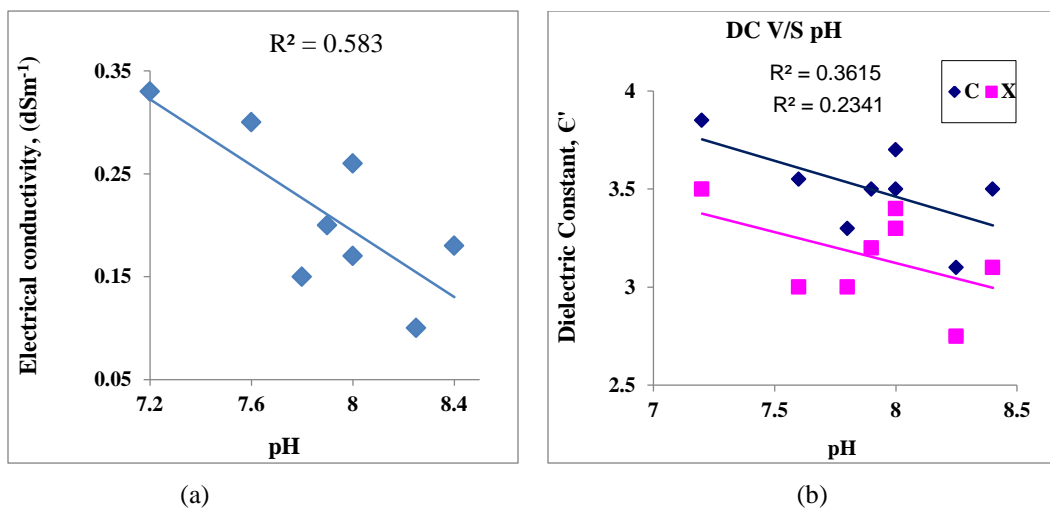 R² = 0.583
Electrical conductivity, (dSm⁻¹)
0.35
0.25
0.15
0.05
7.2 7.6 8 8.4
pH
(a)
DC V/S pH
R² = 0.3615
R² = 0.2341
C X
Dielectric Constant, Є'
4
3.5
3
2.5
7 7.5 8 8.5
pH
(b)